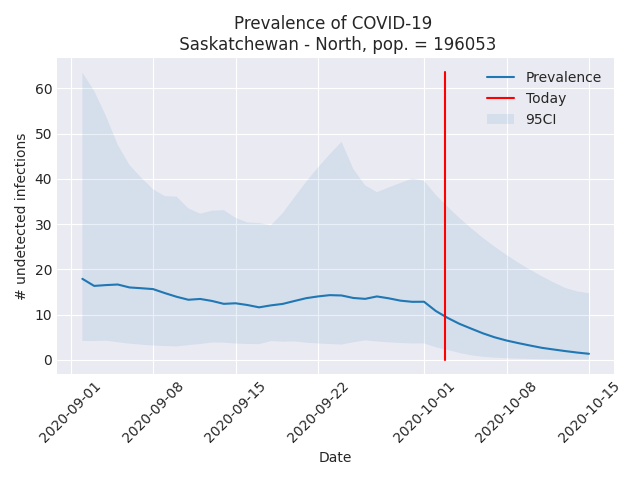 Prevalence of COVID-19
Saskatchewan - North, pop. = 196053
Prevalence
Today
95CI
# undetected infections
60
50
40
30
20
10
0
2020-09-01
2020-09-08
2020-09-15
2020-09-22
2020-10-01
2020-10-08
2020-10-15
Date